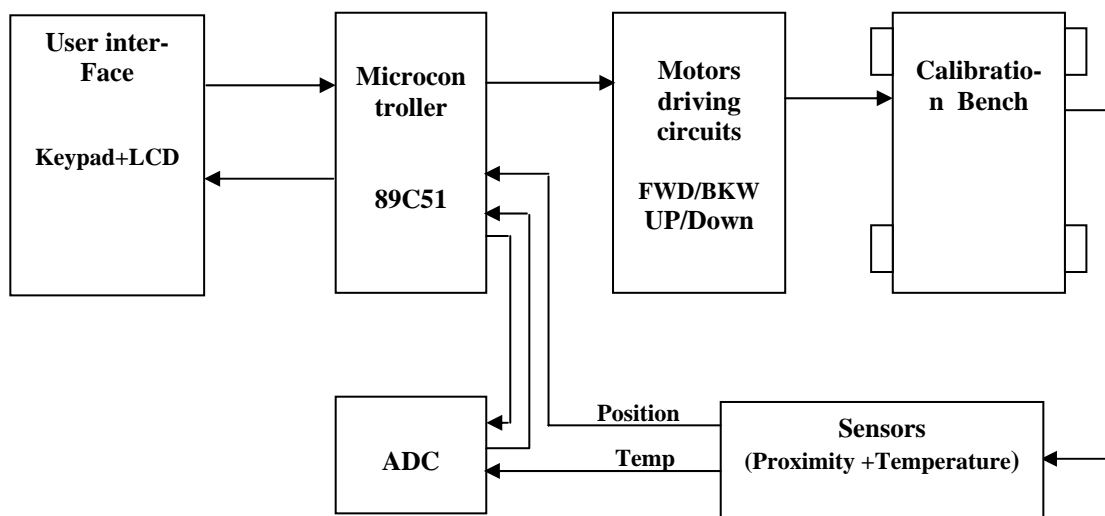 User inter-
Face
Keypad+LCD
Microcon
troller
89C51
Motors
driving
circuits
FWD/BKW
UP/Down
Calibratio-
n Bench
ADC
Position
Temp
Sensors
(Proximity +Temperature)